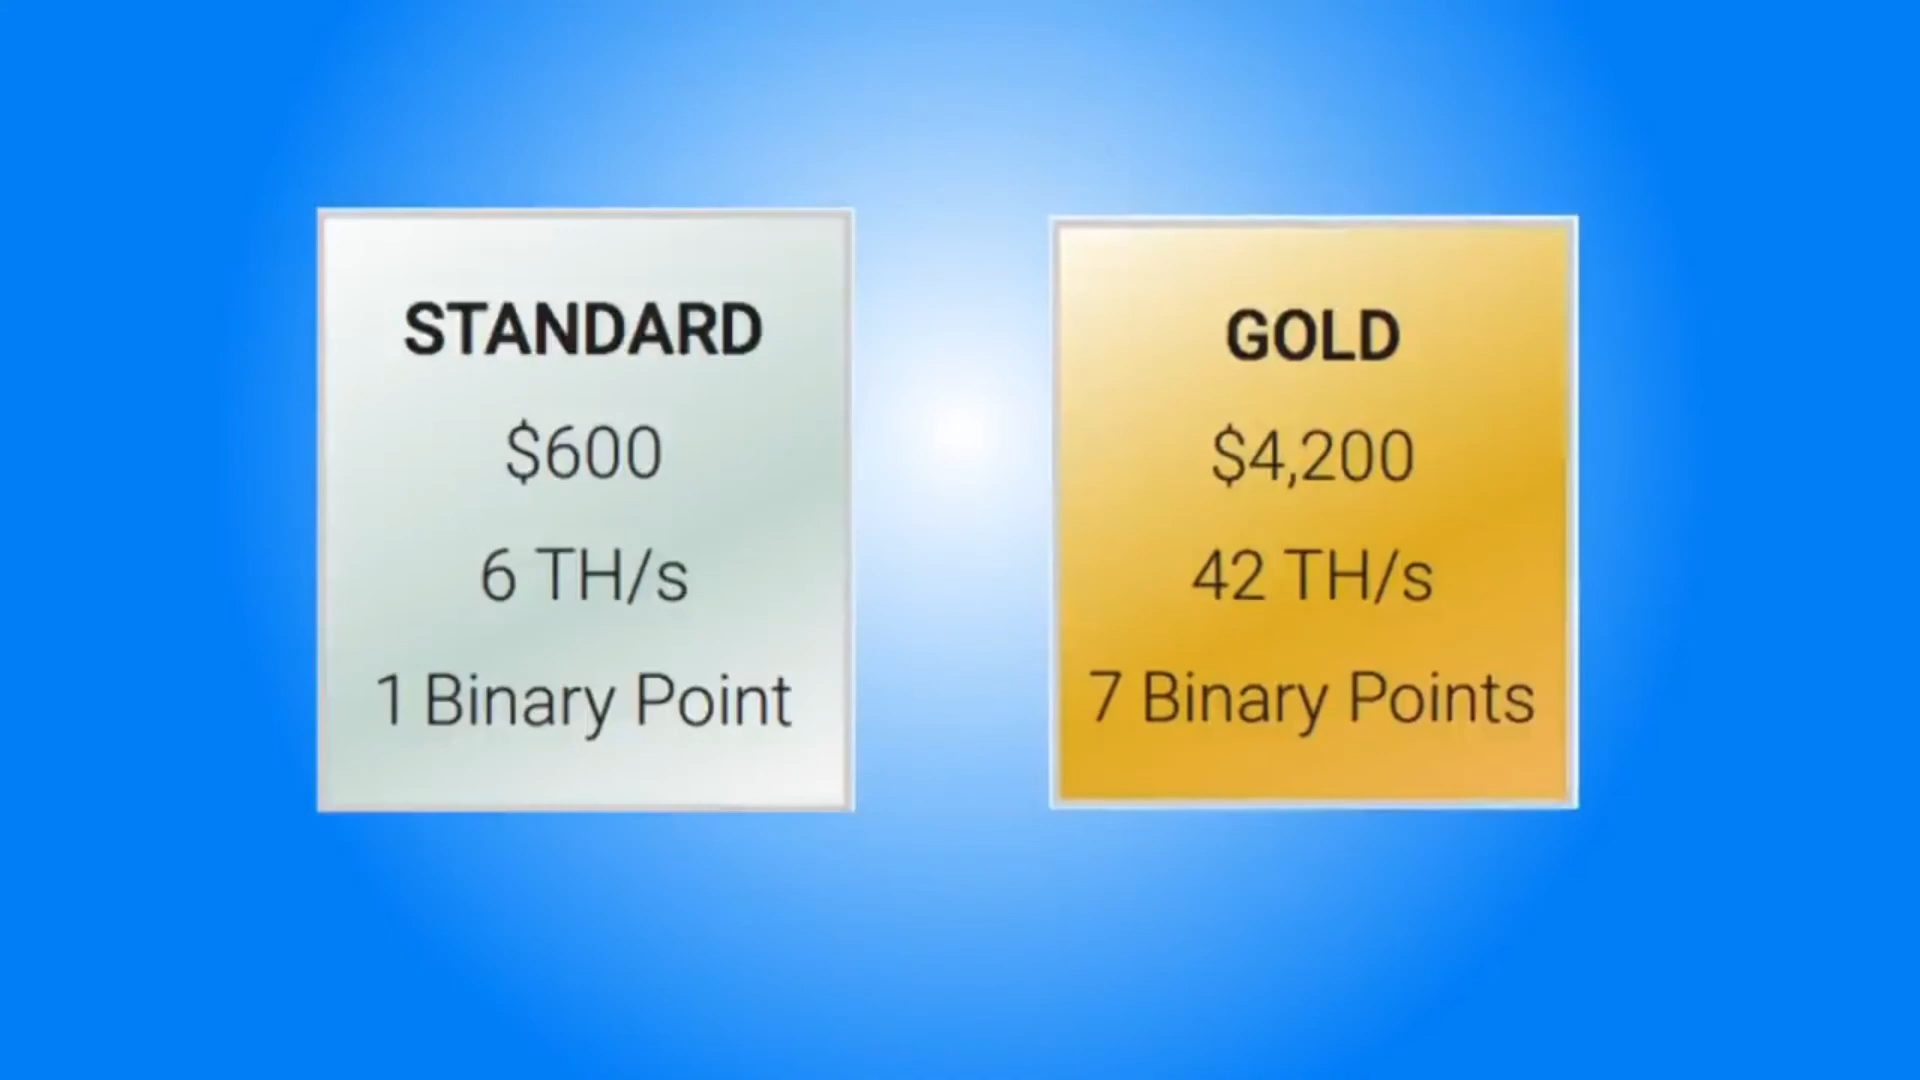 STANDARD
$600
6 TH/s
1 Binary Point
GOLD
$4,200
42 TH/s
7 Binary Points